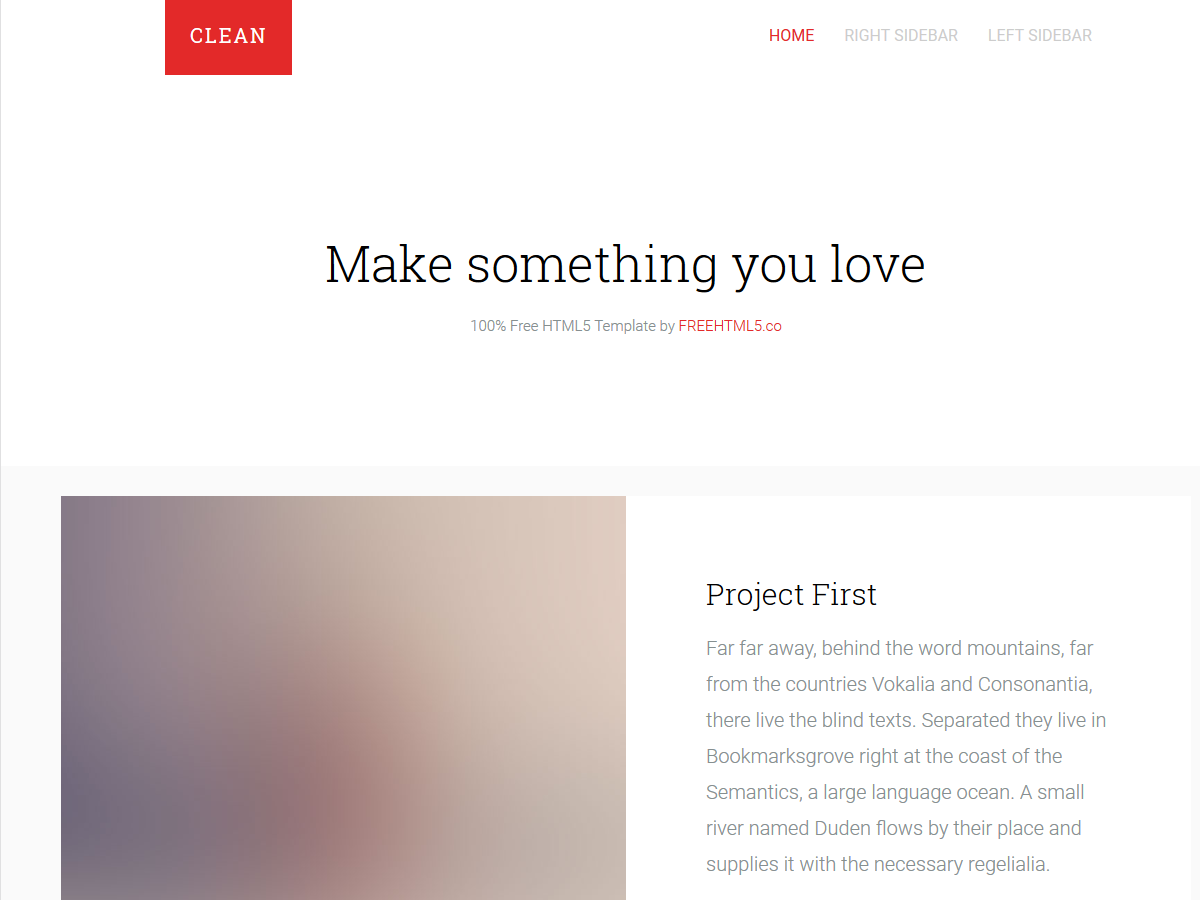 CLEAN
HOME RIGHT SIDEBAR LEFT SIDEBAR
Make something you love
100% Free HTML5 Template by FREEHTML5.co
Project First
Far far away, behind the word mountains, far
from the countries Vokalia and Consonantia,
there live the blind texts. Separated they live in
Bookmarksgrove right at the coast of the
Semantics, a large language ocean. A small
river named Duden flows by their place and
supplies it with the necessary regelialia.